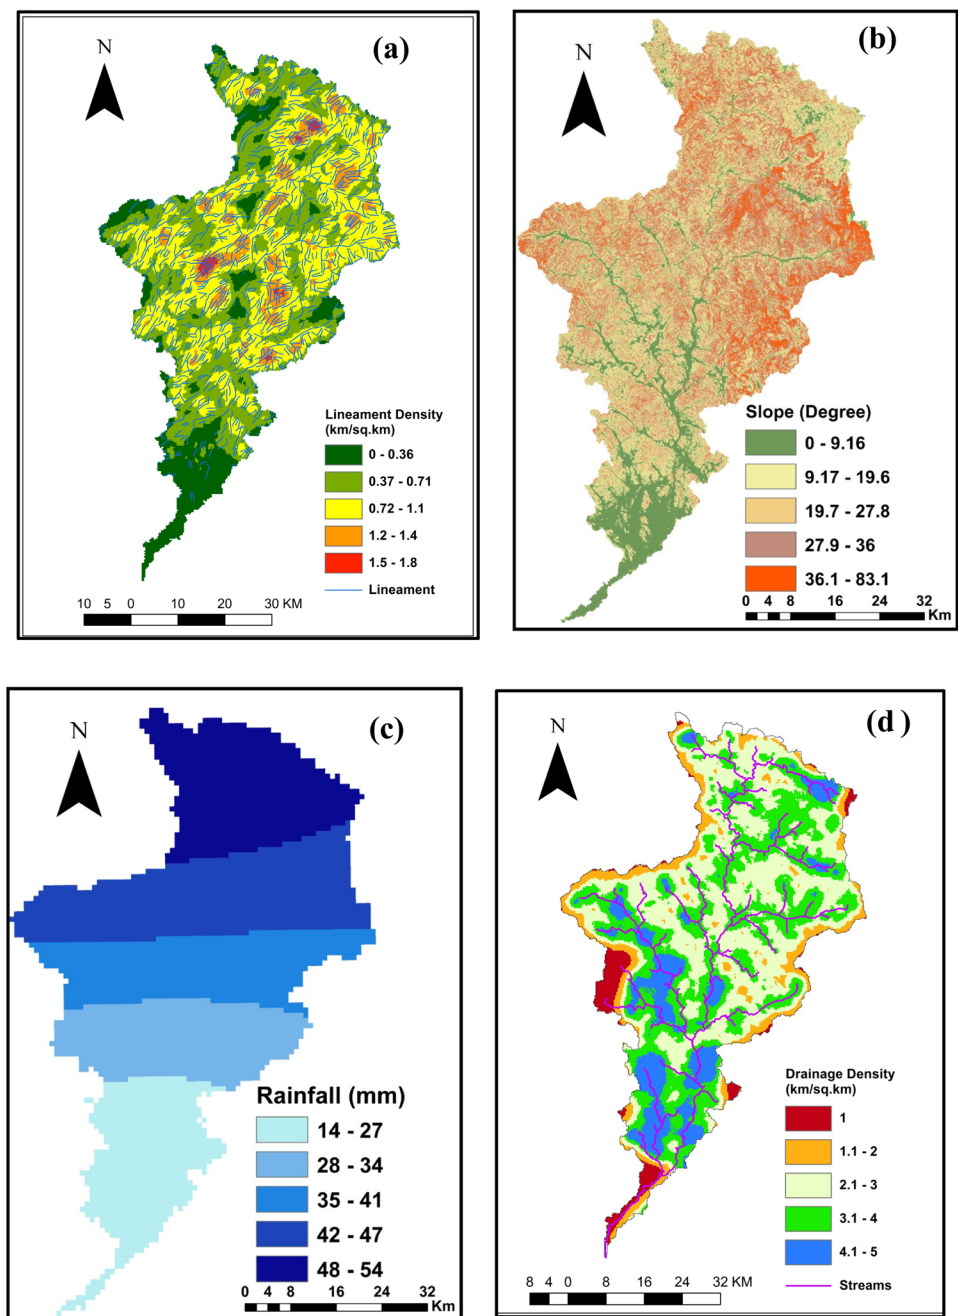 (a)
N
Lineament Density
(km/sq.km)
0 - 0.36
0.37 - 0.71
0.72 - 1.1
1.2 - 1.4
1.5 - 1.8
Lineament
10 5 0 10 20 30 KM
(b)
N
Slope (Degree)
0 - 9.16
9.17 - 19.6
19.7 - 27.8
27.9 - 36
36.1 - 83.1
0 4 8 16 24 32
Km
(c)
N
Rainfall (mm)
14 - 27
28 - 34
35 - 41
42 - 47
48 - 54
0 4 8 16 24 32
Km
(d )
N
Drainage Density
(km/sq.km)
1
1.1 - 2
2.1 - 3
3.1 - 4
4.1 - 5
Streams
8 4 0 8 16 24 32 KM